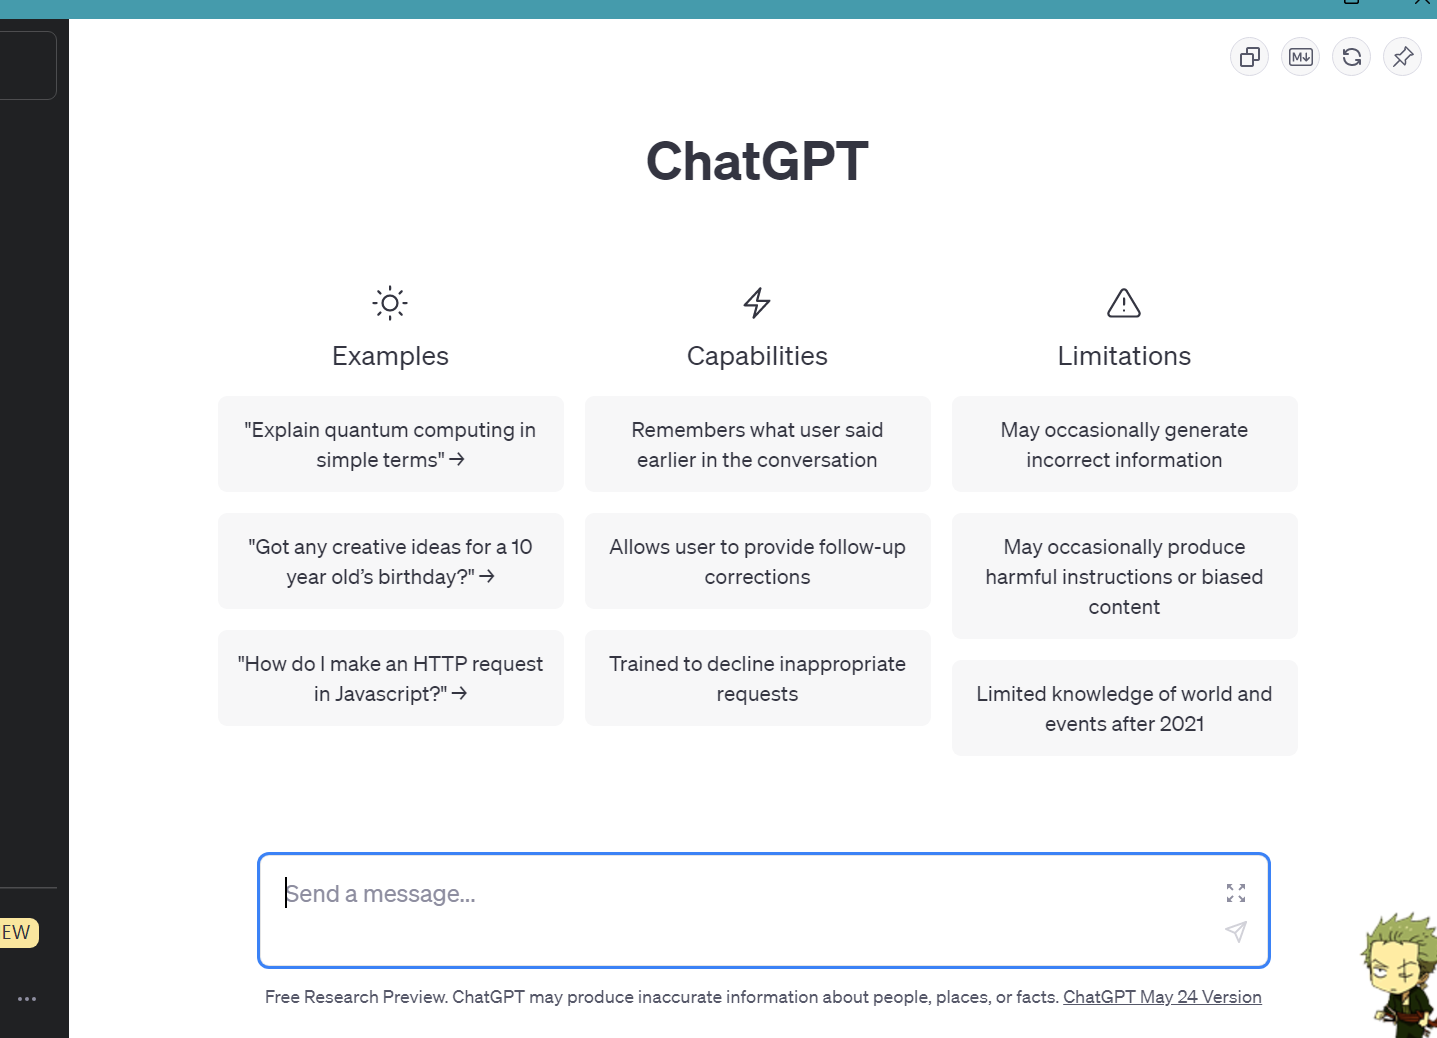 ChatGPT
Examples
"Explain quantum computing in
simple terms" →
"Got any creative ideas for a 10
year old’s birthday?" →
"How do I make an HTTP request
in Javascript?" →
Capabilities
Remembers what user said
earlier in the conversation
Allows user to provide follow-up
corrections
Trained to decline inappropriate
requests
Limitations
May occasionally generate
incorrect information
May occasionally produce
harmful instructions or biased
content
Limited knowledge of world and
events after 2021
Send a message...
EW
Free Research Preview. ChatGPT may produce inaccurate information about people, places, or facts. ChatGPT May 24 Version
M↓